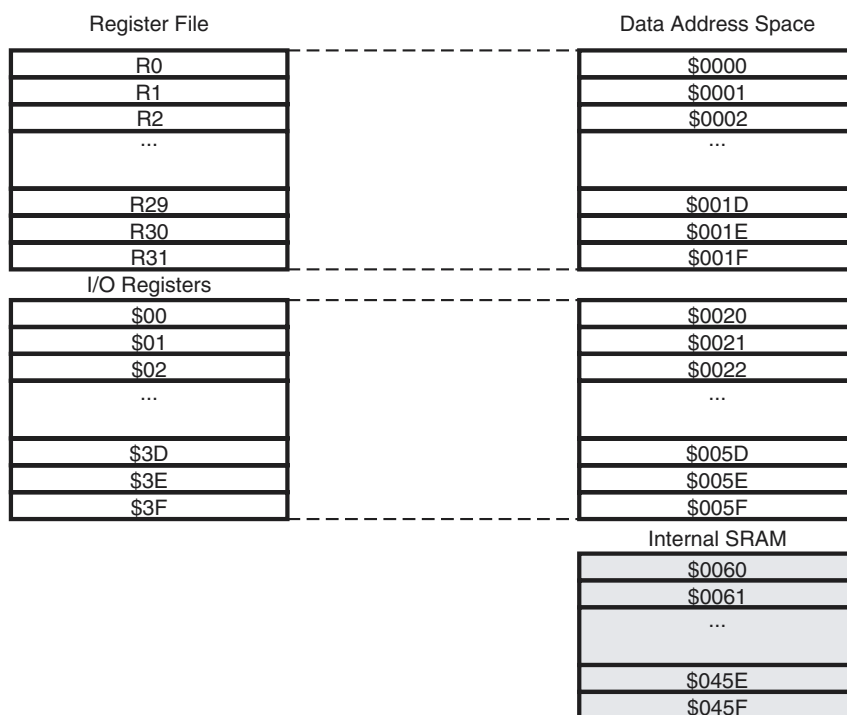 Register File
Data Address Space
R0
$0000
R1
$0001
R2
$0002
...
...
R29
$001D
R30
$001E
R31
$001F
I/O Registers
$00
$0020
$01
$0021
$02
$0022
...
...
$3D
$005D
$3E
$005E
$3F
$005F
Internal SRAM
$0060
$0061
...
$045E
$045F